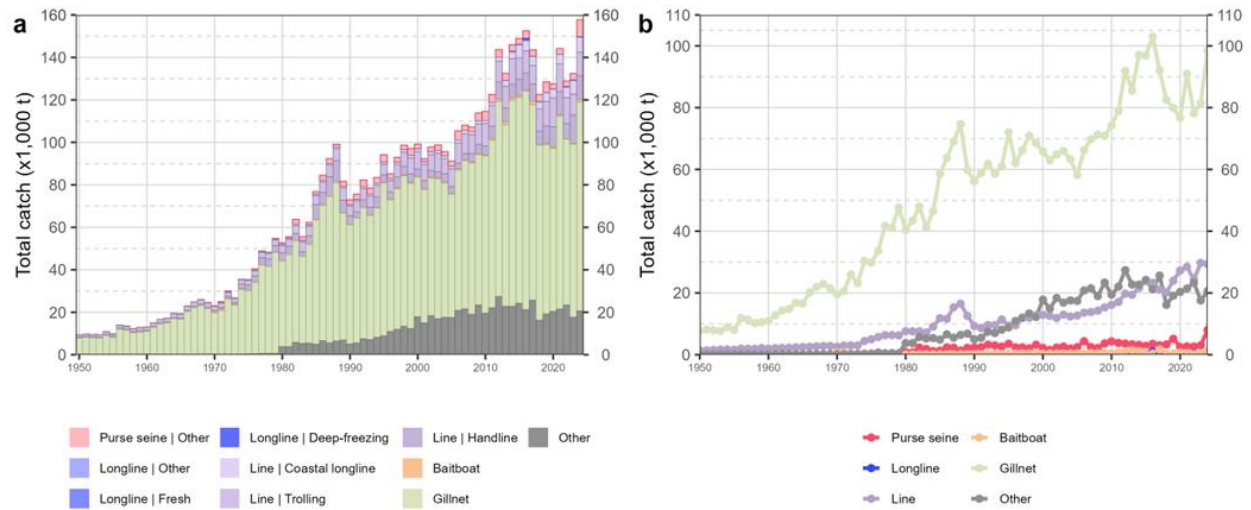 a
b
Total catch (x1,000 t)
160
140
120
100
80
60
40
20
0
160
140
120
100
80
60
40
20
0
1950
1960
1970
1980
1990
2000
2010
2020
Total catch (x1,000 t)
110
100
80
60
40
20
0
110
100
80
60
40
20
0
1950
1960
1970
1980
1990
2000
2010
2020
Purse seine | Other
Longline | Deep-freezing
Line | Handline
Other
Longline | Other
Line | Coastal longline
Baitboat
Longline | Fresh
Line | Trolling
Gillnet
Purse seine
Baitboat
Longline
Gillnet
Line
Other